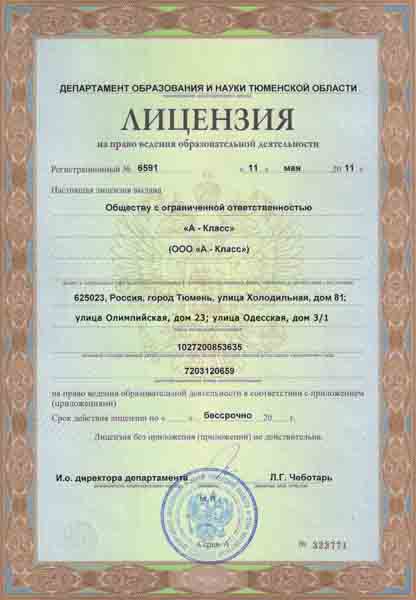 ДЕПАРТАМЕНТ ОБРАЗОВАНИЯ И НАУКИ ТЮМЕНСКОЙ ОБЛАСТИ
ЛИЦЕНЗИЯ
на право ведения образовательной деятельности
Регистрационный № 6591 « 11 » мая 20 11 г.
Настоящая лицензия выдана
Обществу с ограниченной ответственностью
«А - Класс»
(ООО «А - Класс»)
625023, Россия, город Тюмень, улица Холодильная, дом 81;
улица Олимпийская, дом 23; улица Одесская, дом 3/1
1027200853635
7203120659
на право ведения образовательной деятельности в соответствии с приложением
(приложениями)
Срок действия лицензии по « » бессрочно 20 г.
Лицензия без приложения (приложений) не действительна.
И.о. директора департамента Л.Г. Чеботарь
М.П.
Серия А № 323771